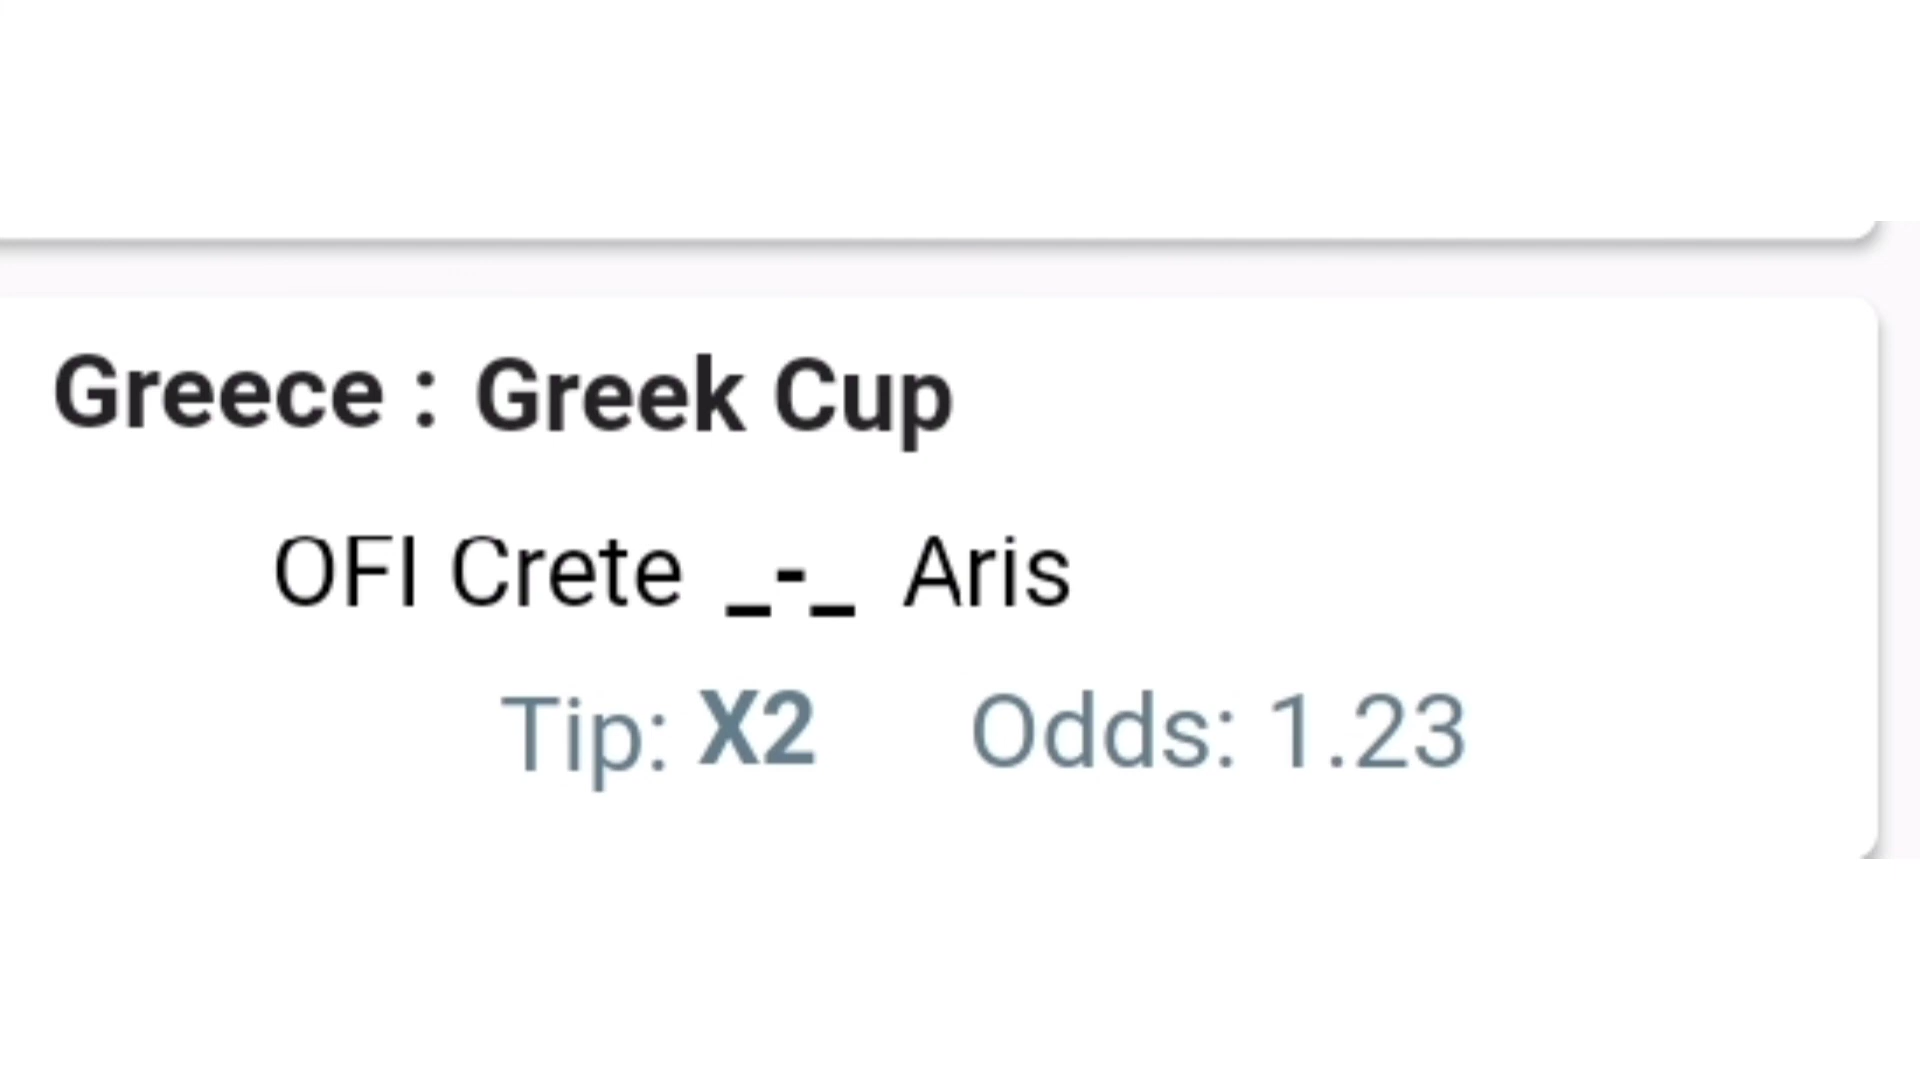 Greece : Greek Cup
OFI Crete _-_ Aris
Tip: X2 Odds: 1.23